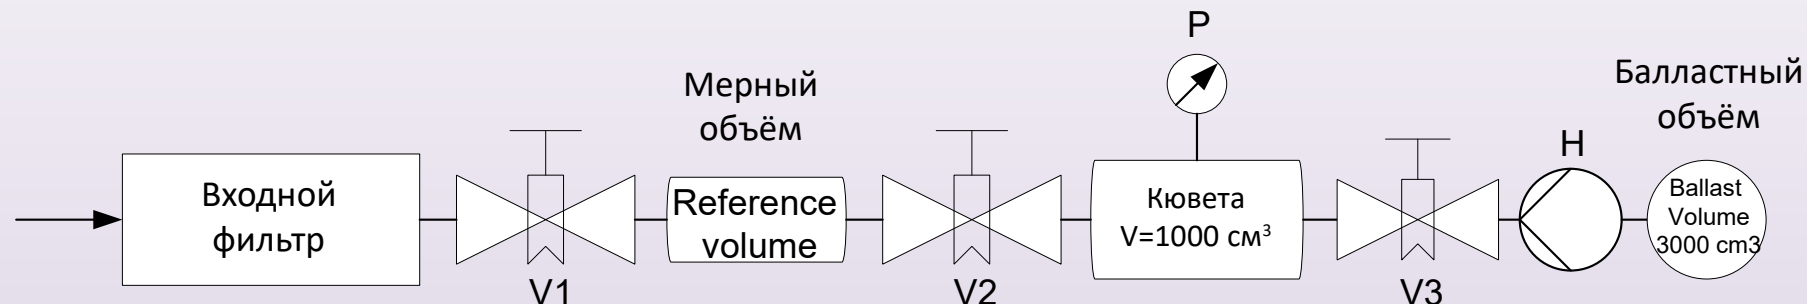 P
Мерный
объём
Балластный
объём
H
Входной
фильтр
Reference
volume
Кювета
V=1000 см³
Ballast
Volume
3000 cm3
V1
V2
V3